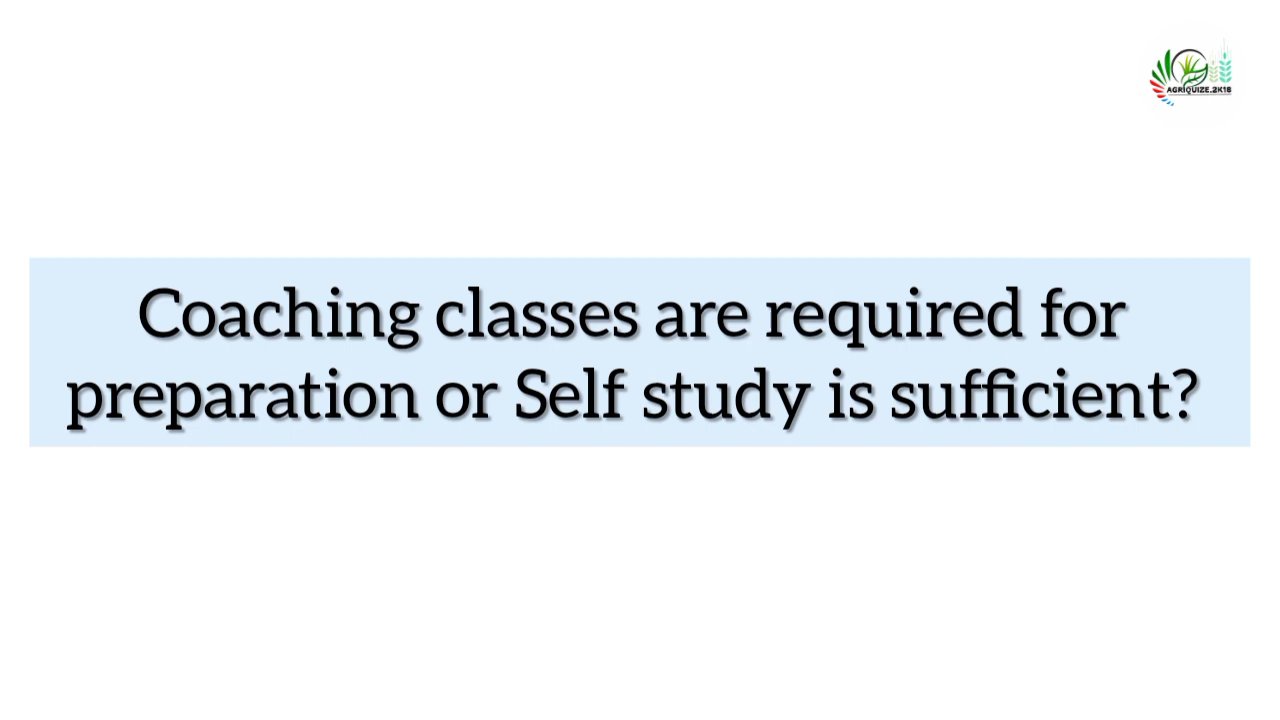 AGRIQUIZE.2K18
Coaching classes are required for
preparation or Self study is sufficient?